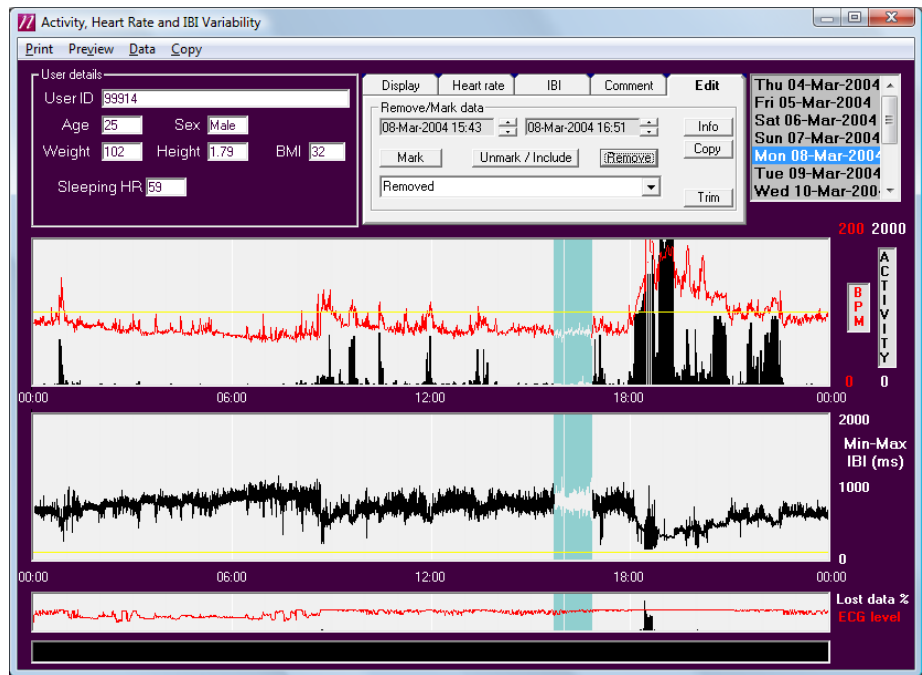 Activity, Heart Rate and IBI Variability
Print Preview Data Copy
User details
User ID 99914
Age 25 Sex Male
Weight 102 Height 1.79 BMI 32
Sleeping HR 59
Display Heart rate IBI Comment Edit
Remove/Mark data
08-Mar-2004 15:43 08-Mar-2004 16:51 Info
Mark Unmark / Include Remove Copy
Removed
Trim
Thu 04-Mar-2004
Fri 05-Mar-2004
Sat 06-Mar-2004
Sun 07-Mar-2004
Mon 08-Mar-2004
Tue 09-Mar-2004
Wed 10-Mar-200
200 2000
BPM
ACTIVITY
0 0
00:00 06:00 12:00 18:00 00:00
2000
Min-Max
IBI (ms)
1000
0
00:00 06:00 12:00 18:00 00:00
Lost data %
ECG level